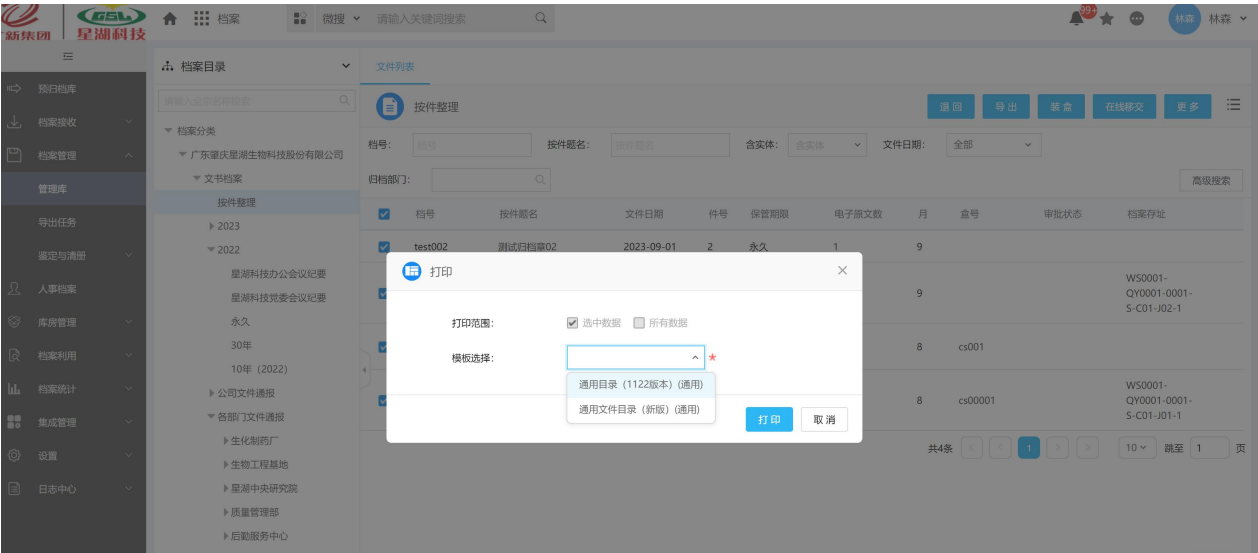 新集团
GSL
星湖科技
档案
微搜
请输入关键词搜索
99+
林森
林森
预归档库
档案接收
档案管理
管理库
导出任务
鉴定与清册
人事档案
库房管理
档案利用
档案统计
集成管理
设置
日志中心
档案目录
档案分类
广东肇庆星湖生物科技股份有限公司
文书档案
按件整理
2023
2022
星湖科技办公会议纪要
星湖科技党委会议纪要
永久
30年
10年（2022）
公司文件通报
各部门文件通报
生化制药厂
生物工程基地
星湖中央研究院
质量管理部
后勤服务中心
文件列表
按件整理
退回 导出 装盒 在线移交 更多
档号： 档号 按件题名： 按件题名 含实体： 含实体 文件日期： 全部
归档部门：
高级搜索
档号 按件题名 文件日期 件号 保管期限 电子原文数 月 盒号 审批状态 档案存址
test002 测试归档章02 2023-09-01 2 永久 1 9
9 WS0001-
QY0001-0001-
S-C01-J02-1
8 cs001
8 cs00001 WS0001-
QY0001-0001-
S-C01-J01-1
共4条 1 10 跳至 1 页
打印
打印范围： 选中数据 所有数据
模板选择： *
通用目录（1122版本）(通用)
通用文件目录（新版）(通用)
打印 取消